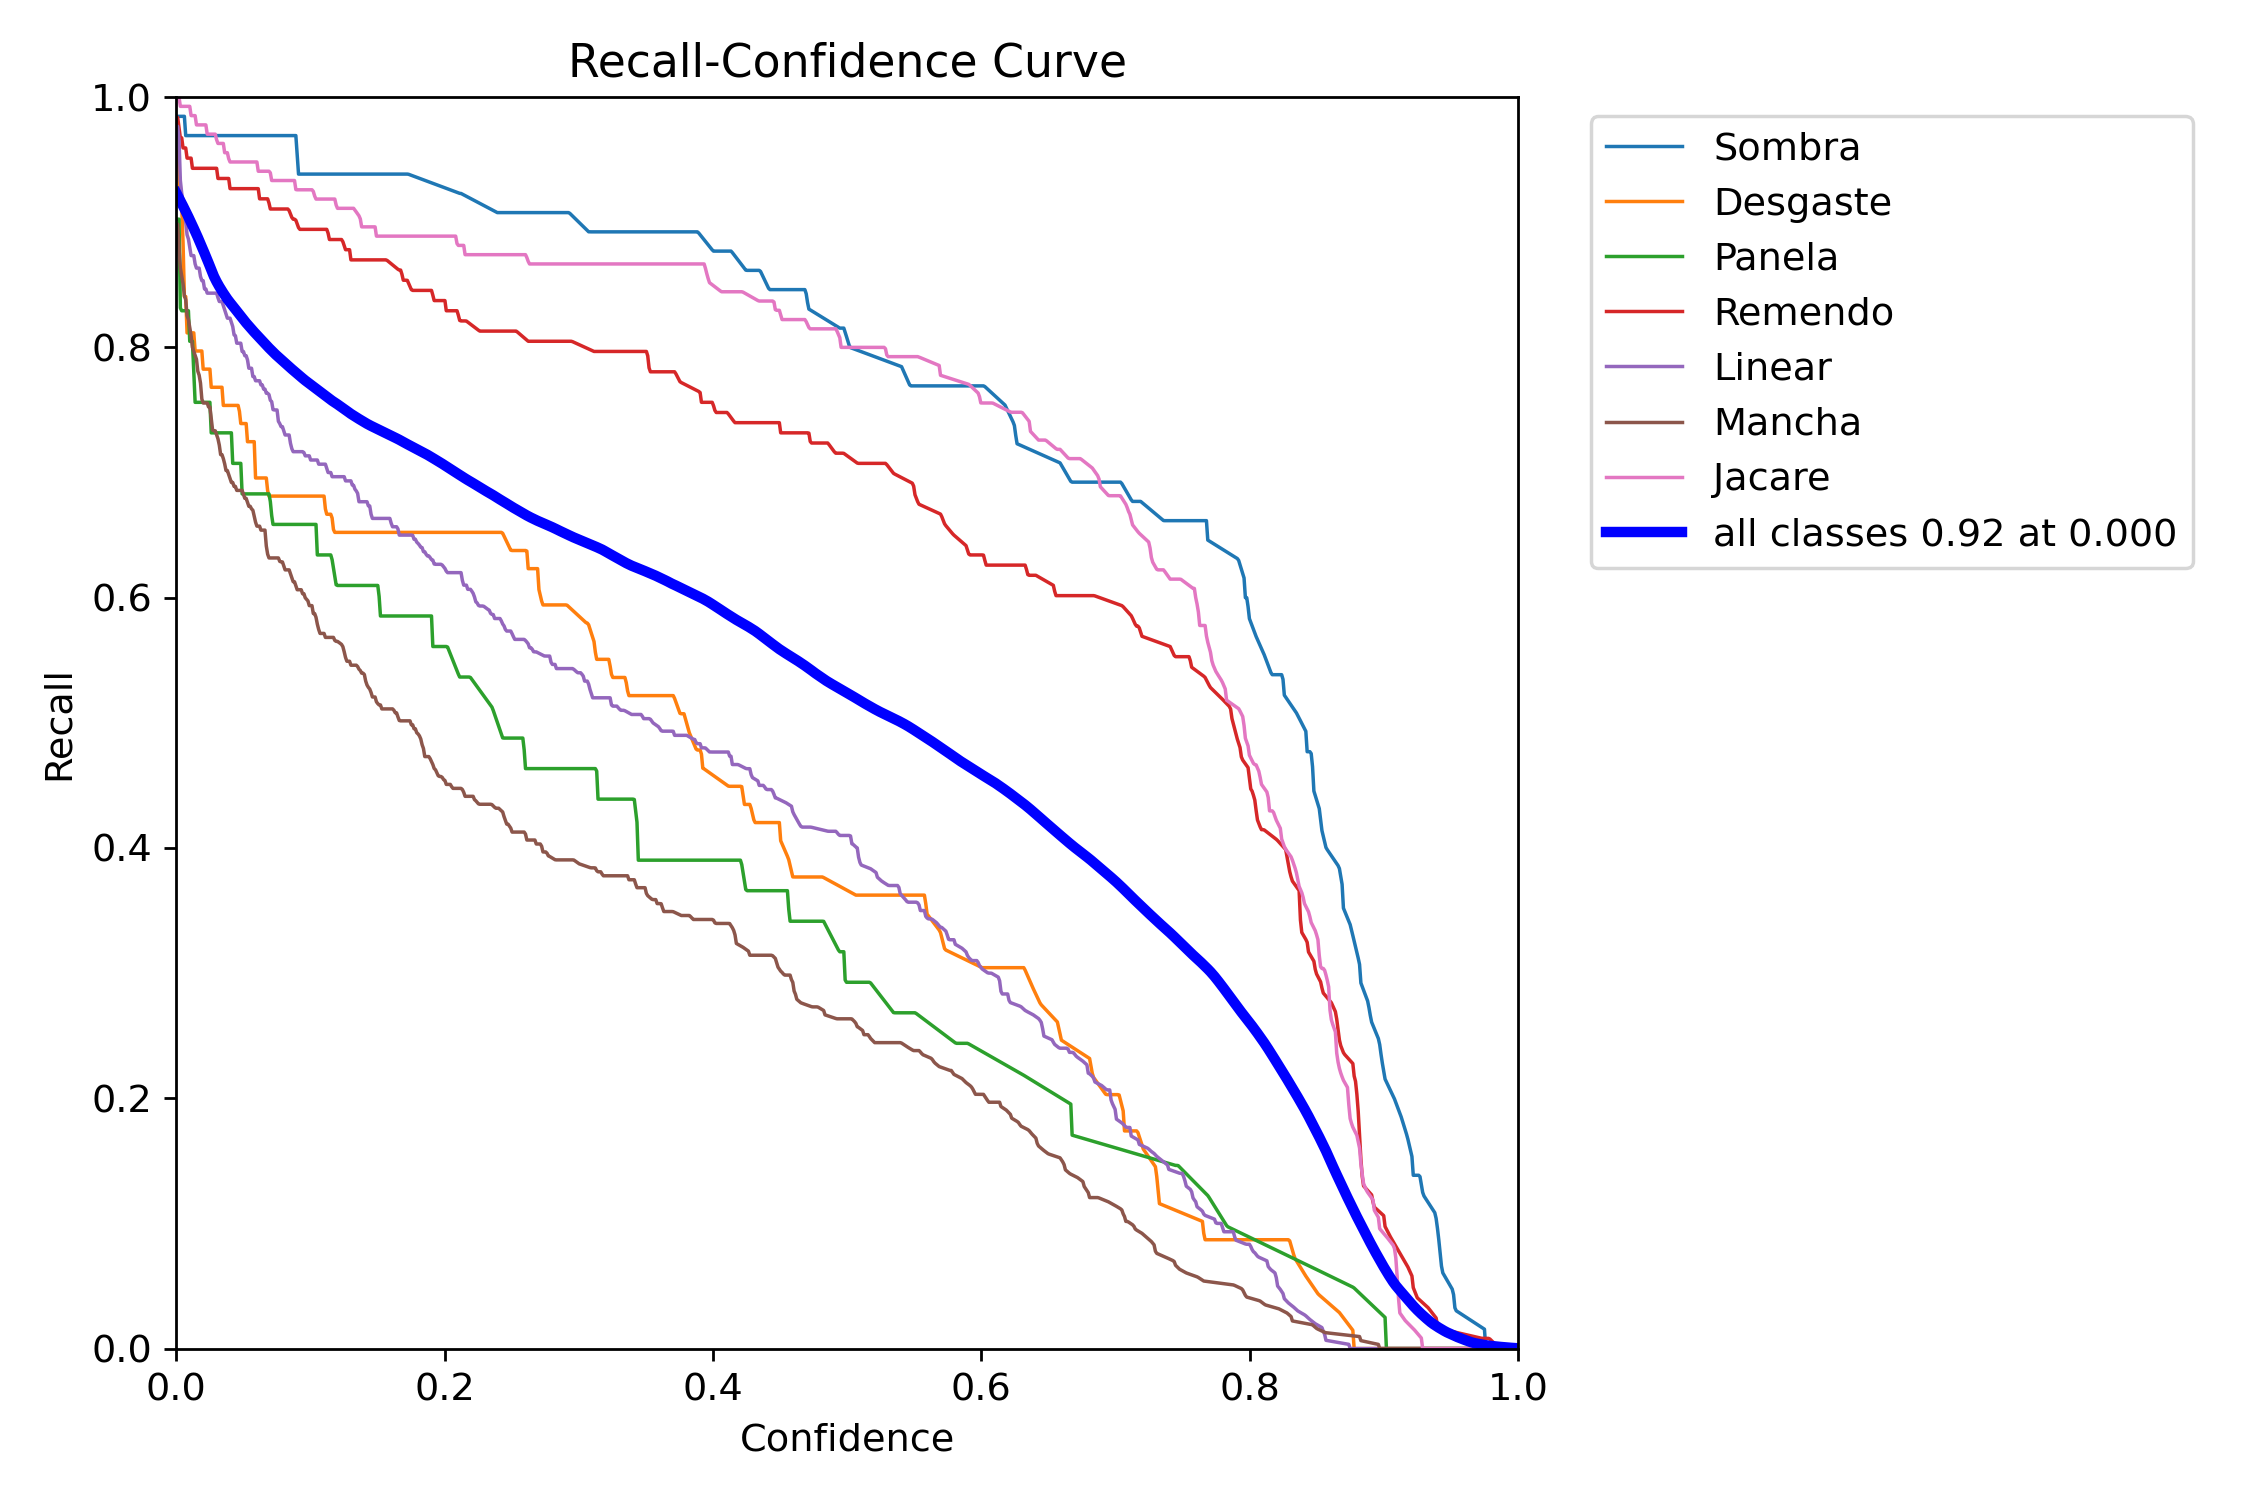 Recall-Confidence Curve
1.0
0.8
0.6
0.4
0.2
0.0
Recall
0.0 0.2 0.4 0.6 0.8 1.0
Confidence
Sombra
Desgaste
Panela
Remendo
Linear
Mancha
Jacare
all classes 0.92 at 0.000